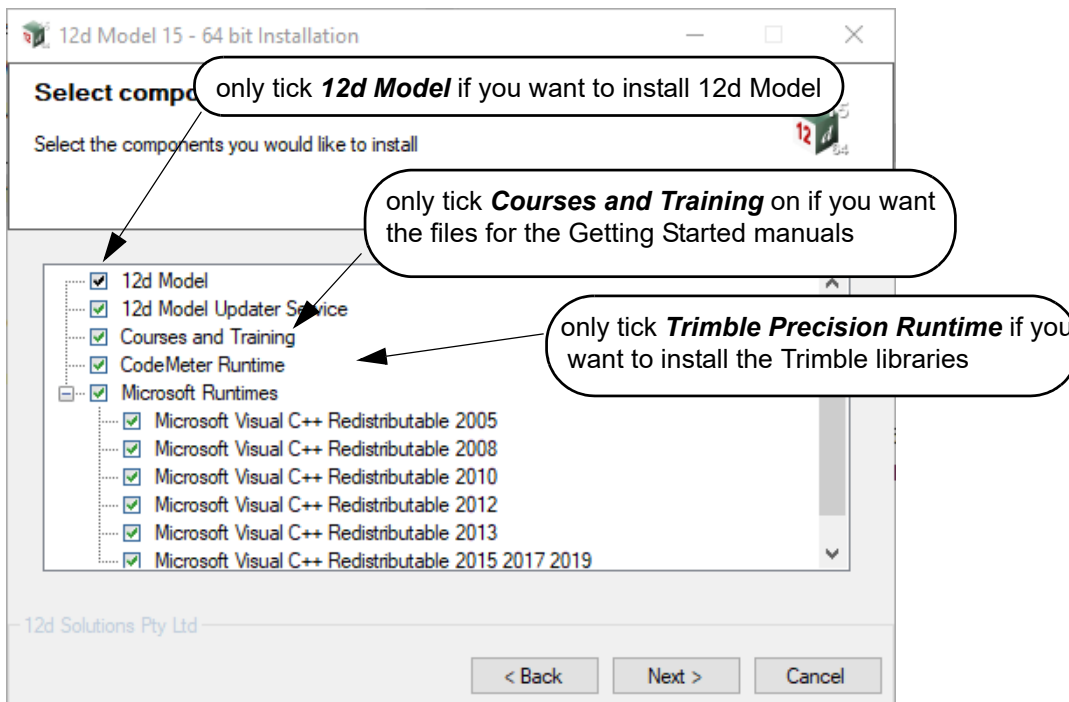 12d Model 15 - 64 bit Installation
only tick 12d Model if you want to install 12d Model
Select compo
Select the components you would like to install
15
12 d
64
only tick Courses and Training on if you want
the files for the Getting Started manuals
12d Model
12d Model Updater Service
only tick Trimble Precision Runtime if you
want to install the Trimble libraries
Courses and Training
CodeMeter Runtime
Microsoft Runtimes
Microsoft Visual C++ Redistributable 2005
Microsoft Visual C++ Redistributable 2008
Microsoft Visual C++ Redistributable 2010
Microsoft Visual C++ Redistributable 2012
Microsoft Visual C++ Redistributable 2013
Microsoft Visual C++ Redistributable 2015 2017 2019
12d Solutions Pty Ltd
< Back
Next >
Cancel